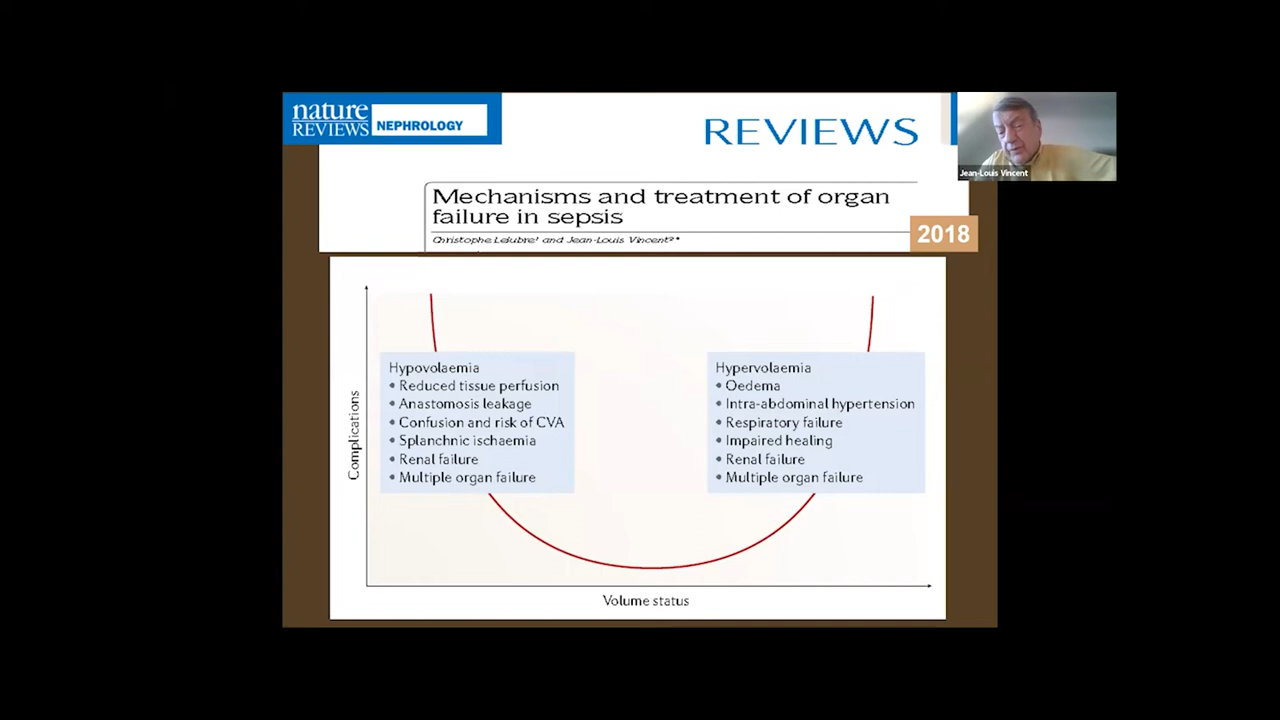 nature
REVIEWS NEPHROLOGY
REVIEWS
Jean-Louis Vincent
Mechanisms and treatment of organ
failure in sepsis
Christophe Lelubre¹ and Jean-Louis Vincent²*
2018
Complications
Hypovolaemia
• Reduced tissue perfusion
• Anastomosis leakage
• Confusion and risk of CVA
• Splanchnic ischaemia
• Renal failure
• Multiple organ failure
Hypervolaemia
• Oedema
• Intra-abdominal hypertension
• Respiratory failure
• Impaired healing
• Renal failure
• Multiple organ failure
Volume status